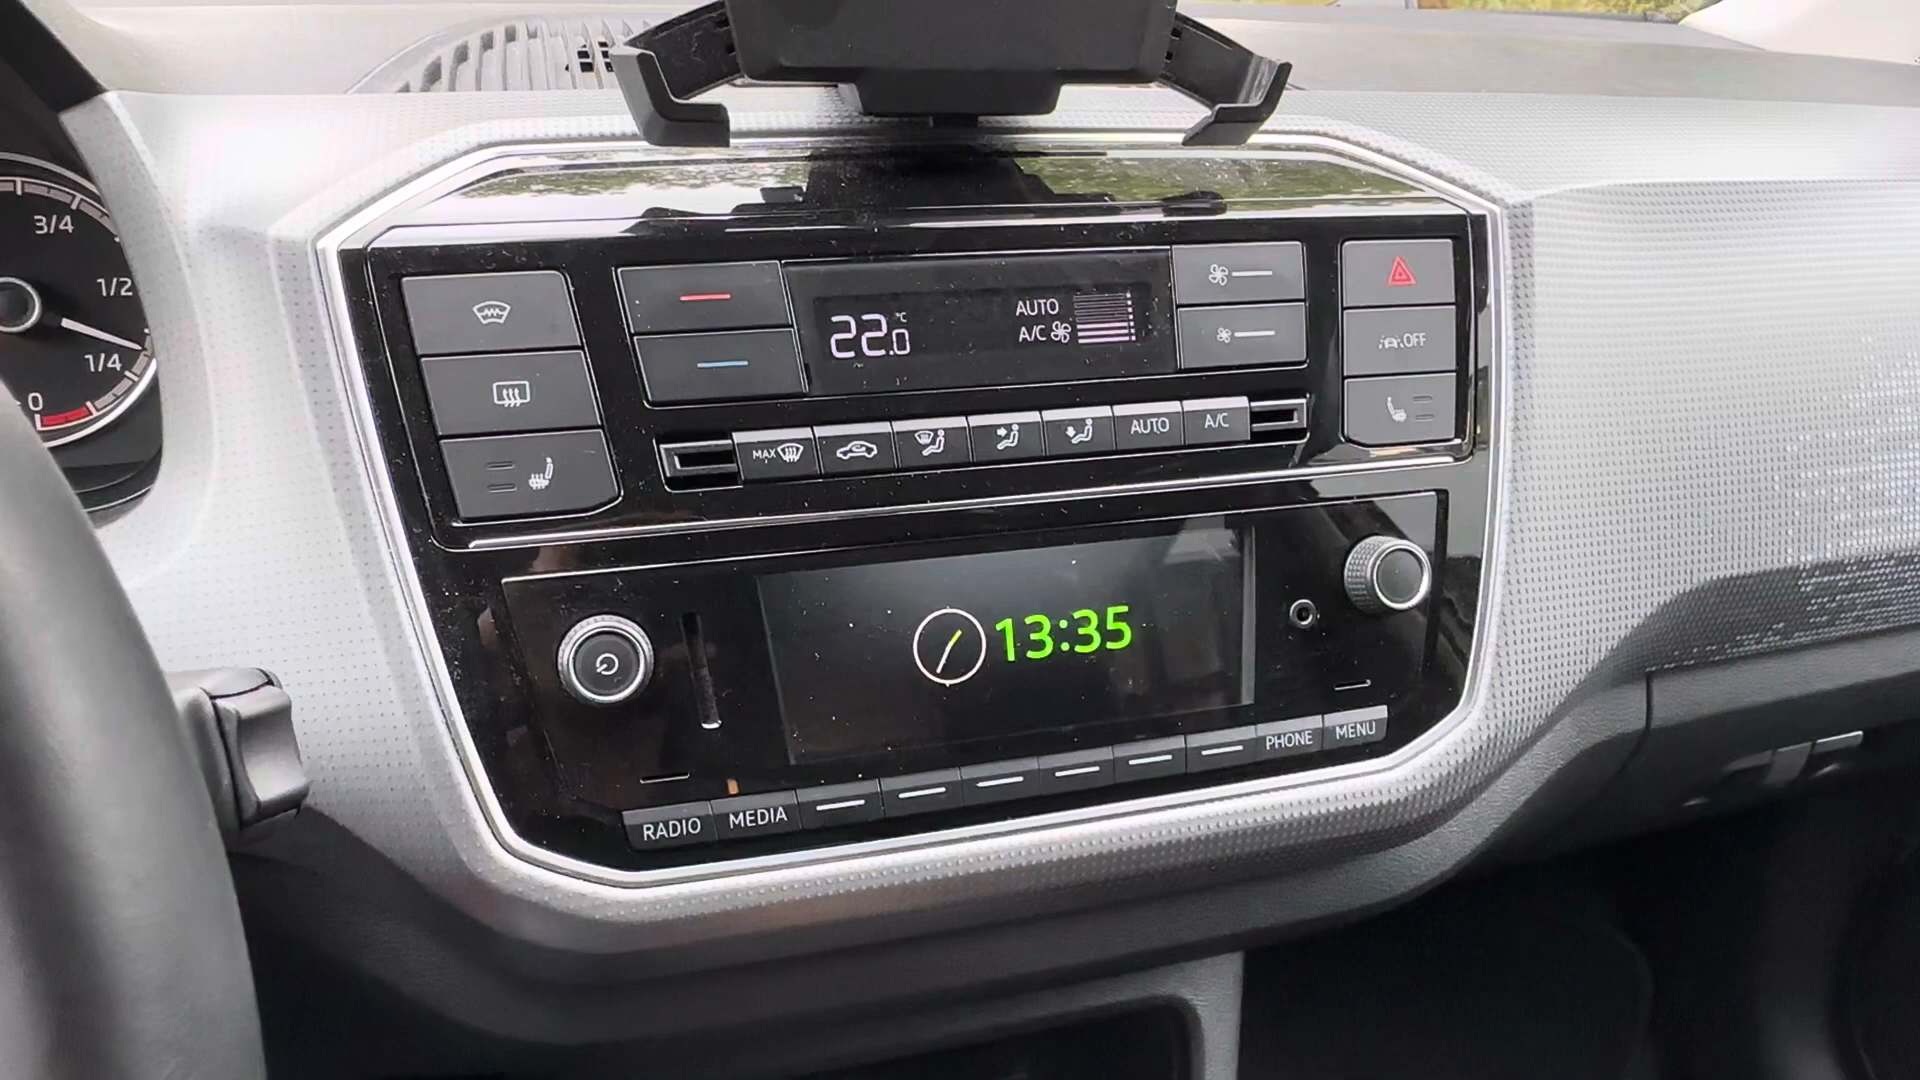 3/4
1/2
1/4
0
22.0 °C
AUTO
A/C
OFF
MAX
AUTO
A/C
13:35
RADIO
MEDIA
PHONE
MENU